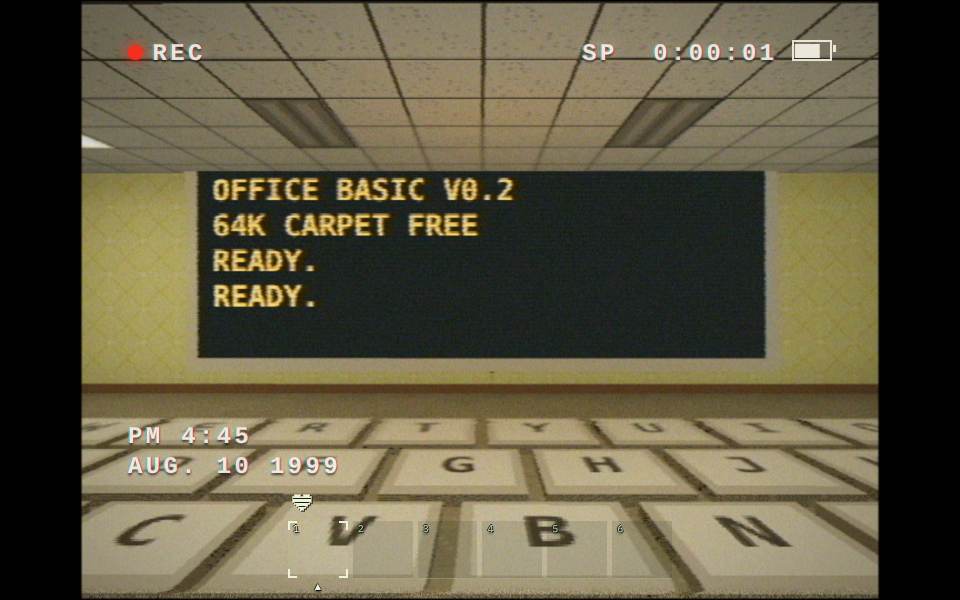 REC
SP 0:00:01
OFFICE BASIC V0.2
64K CARPET FREE
READY.
READY.
R T Y U I
PM 4:45
G H J
AUG. 10 1999
C V B N
1 2 3 4 5 6